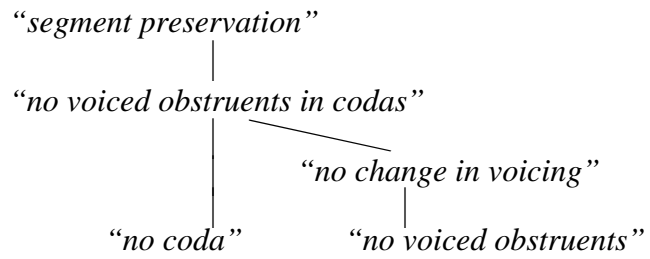 “segment preservation”
“no voiced obstruents in codas”
“no change in voicing”
“no coda” “no voiced obstruents”